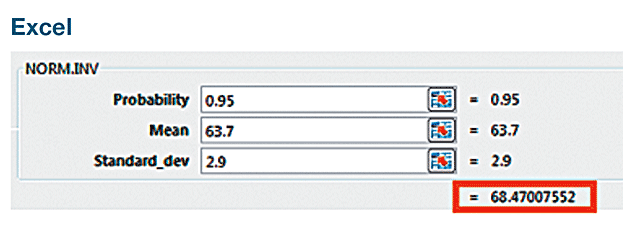 Excel
NORM.INV
Probability 0.95 = 0.95
Mean 63.7 = 63.7
Standard_dev 2.9 = 2.9
= 68.47007552